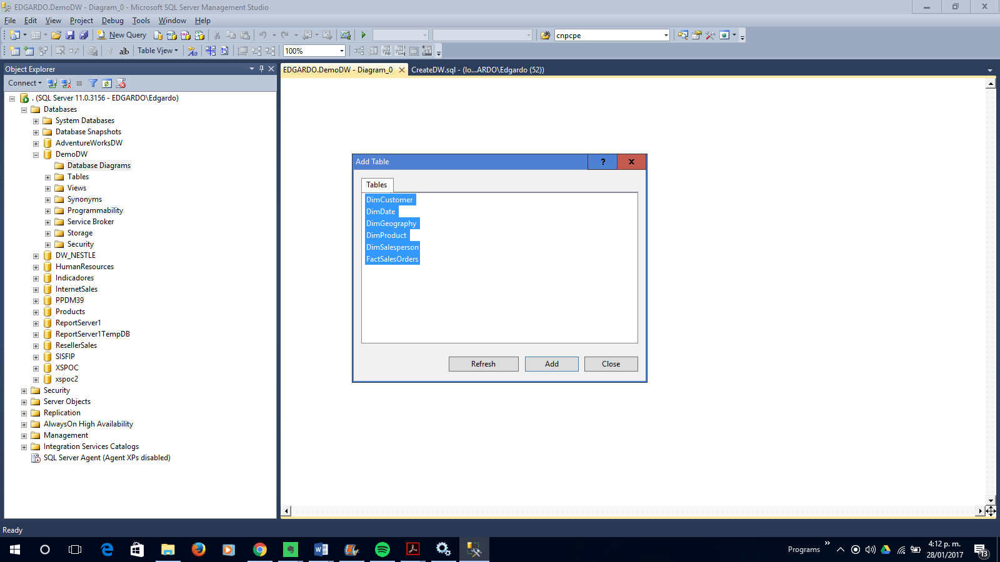 EDGARDO.DemoDW - Diagram_0 - Microsoft SQL Server Management Studio
File Edit View Project Debug Tools Window Help
New Query
cnpcpe
ab|
Table View
100%
Object Explorer
EDGARDO.DemoDW - Diagram_0
CreateDW.sql - (lo...ARDO\Edgardo (52))
Connect
. (SQL Server 11.0.3156 - EDGARDO\Edgardo)
Databases
System Databases
Database Snapshots
AdventureWorksDW
DemoDW
Database Diagrams
Tables
Views
Synonyms
Programmability
Service Broker
Storage
Security
DW_NESTLE
HumanResources
Indicadores
InternetSales
PPDM39
Products
ReportServer1
ReportServer1TempDB
ResellerSales
SISFIP
XSPOC
xspoc2
Security
Server Objects
Replication
AlwaysOn High Availability
Management
Integration Services Catalogs
SQL Server Agent (Agent XPs disabled)
Add Table
?
Tables
DimCustomer
DimDate
DimGeography
DimProduct
DimSalesperson
FactSalesOrders
Refresh Add Close
Ready
Programs
4:12 p. m.
28/01/2017
13